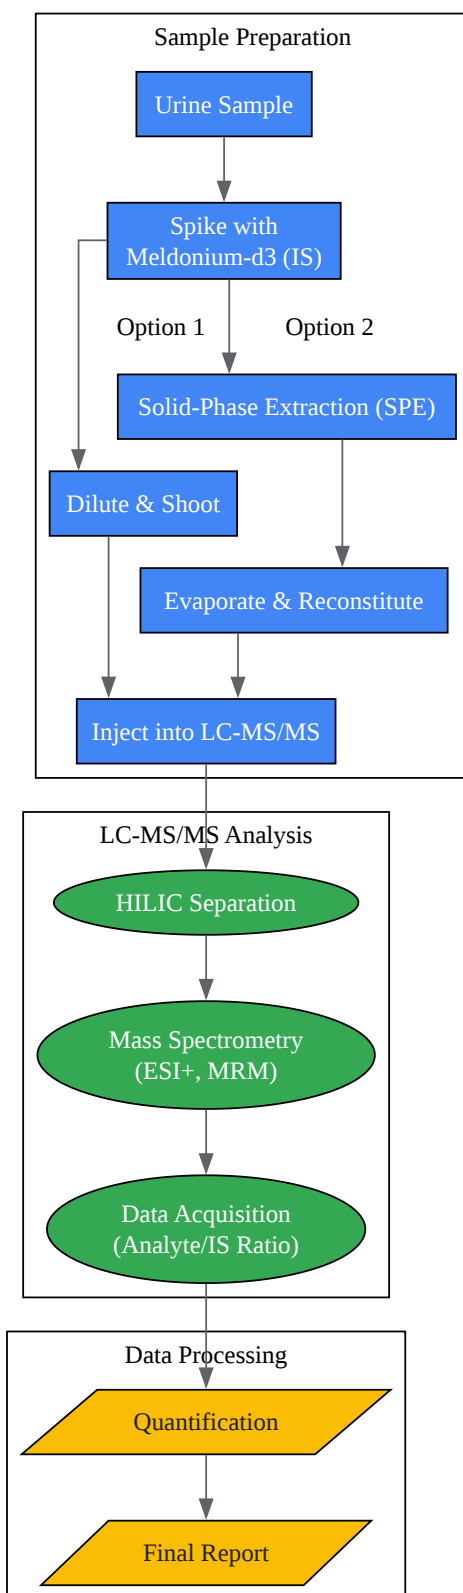 Sample Preparation
Urine Sample
Spike with
Meldonium-d3 (IS)
Option 1
Option 2
Solid-Phase Extraction (SPE)
Dilute & Shoot
Evaporate & Reconstitute
Inject into LC-MS/MS
LC-MS/MS Analysis
HILIC Separation
Mass Spectrometry
(ESI+, MRM)
Data Acquisition
(Analyte/IS Ratio)
Data Processing
Quantification
Final Report